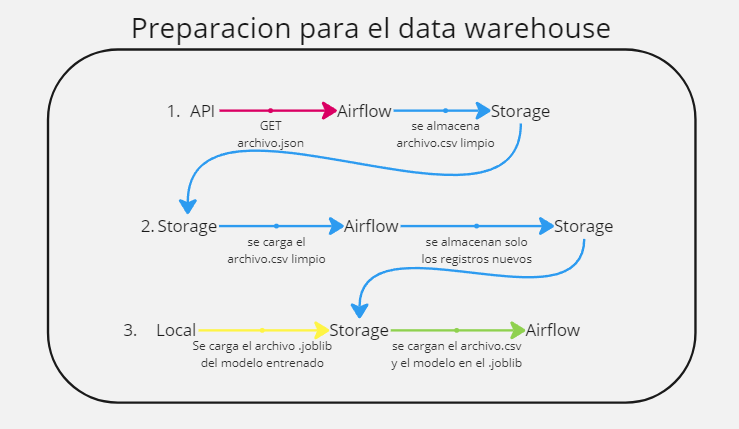 Preparacion para el data warehouse
1. API Airflow Storage
GET
archivo.json
se almacena
archivo.csv limpio
2. Storage Airflow Storage
se carga el
archivo.csv limpio
se almacenan solo
los registros nuevos
3. Local Storage Airflow
Se carga el archivo .joblib
del modelo entrenado
se cargan el archivo.csv
y el modelo en el .joblib